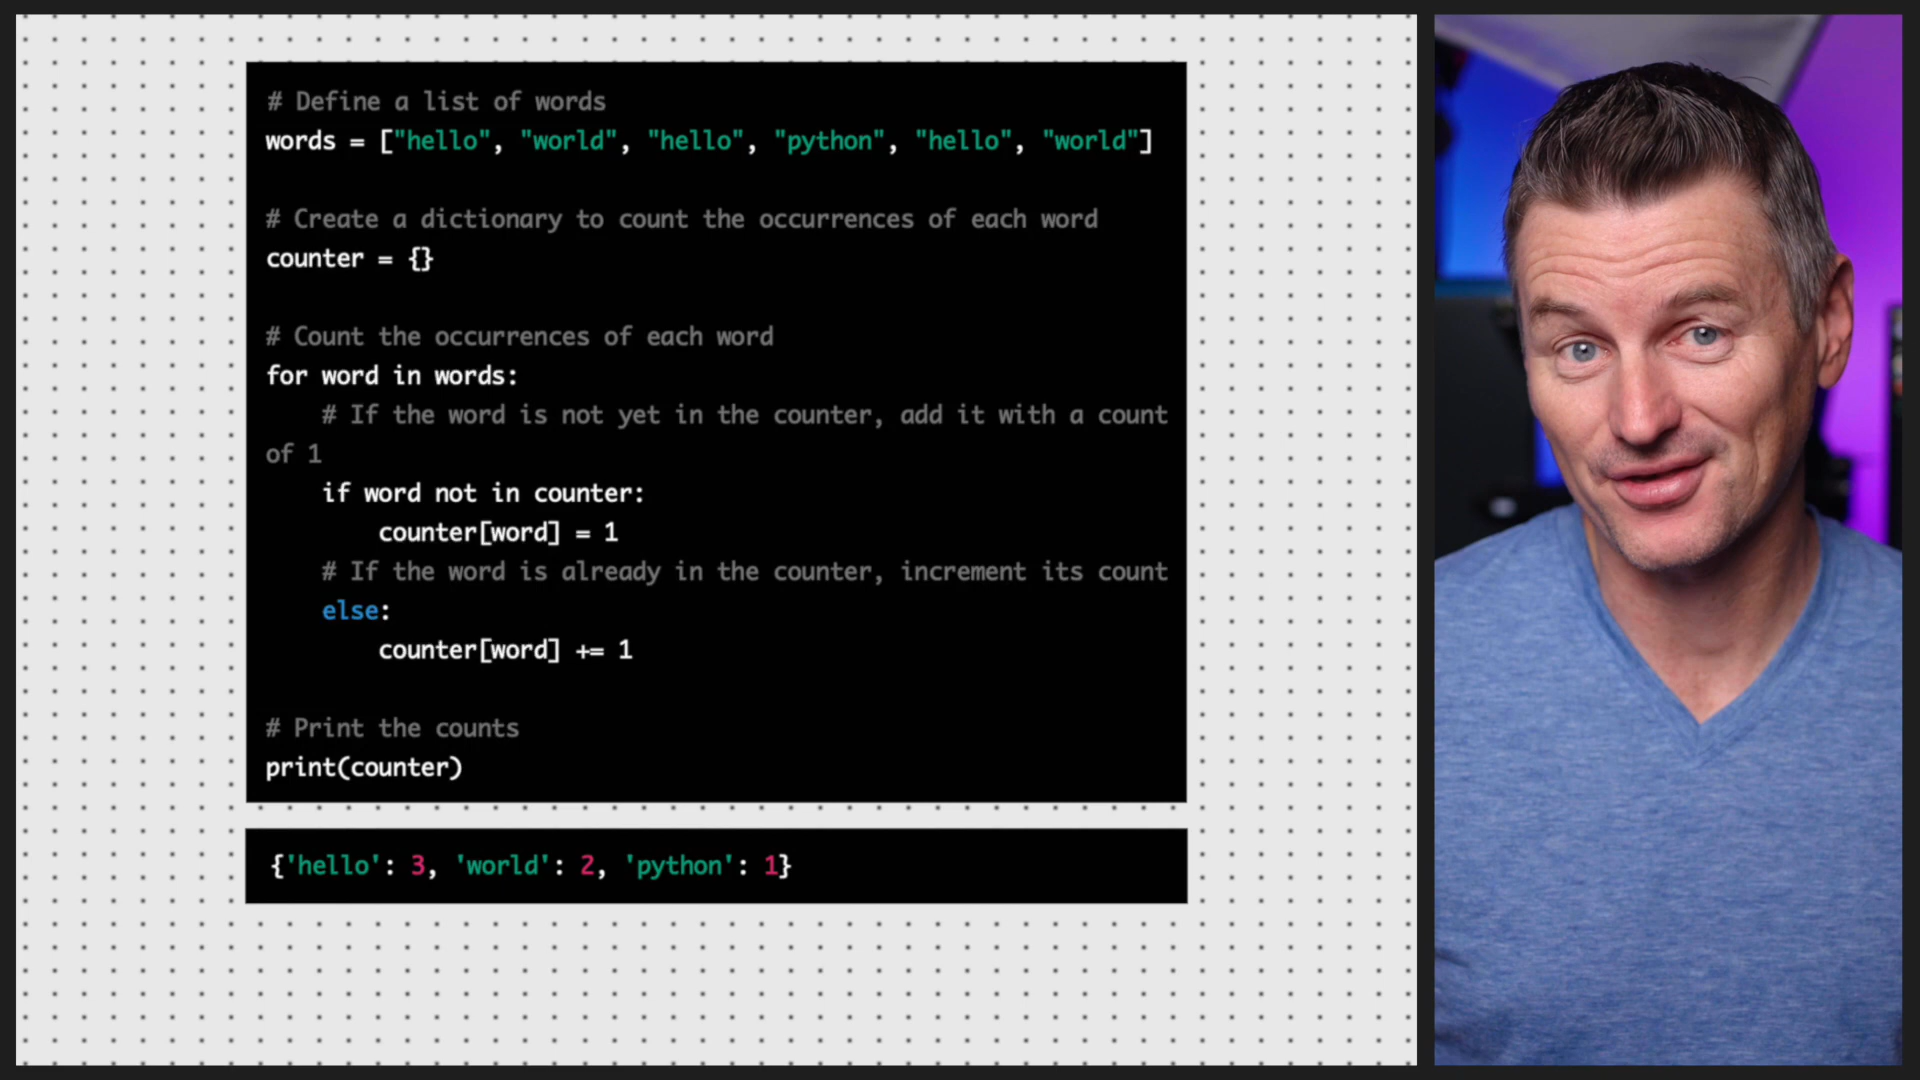 # Define a list of words
words = ["hello", "world", "hello", "python", "hello", "world"]
# Create a dictionary to count the occurrences of each word
counter = {}
# Count the occurrences of each word
for word in words:
    # If the word is not yet in the counter, add it with a count
of 1
    if word not in counter:
        counter[word] = 1
    # If the word is already in the counter, increment its count
    else:
        counter[word] += 1
# Print the counts
print(counter)
{'hello': 3, 'world': 2, 'python': 1}